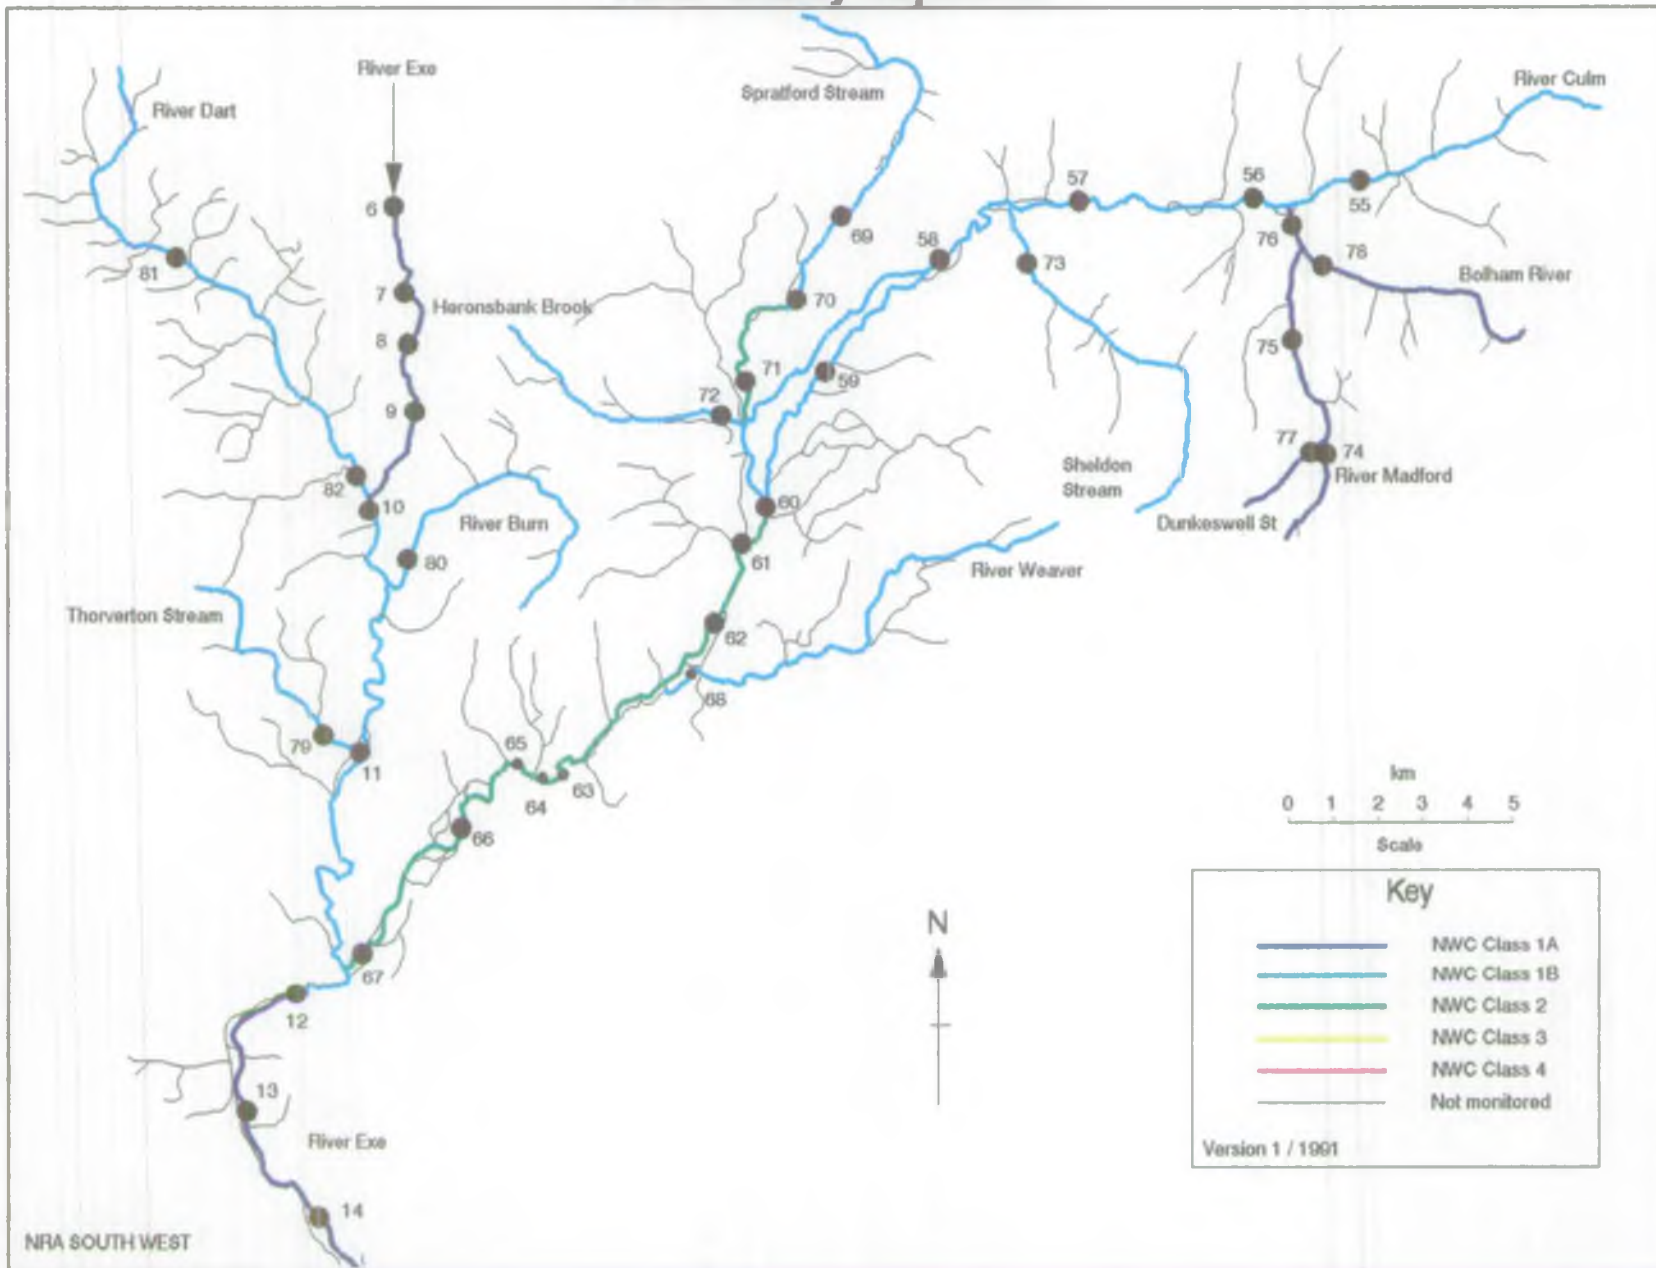 River Exe
River Dart
Spratford Stream
River Culm
6
7
8
9
10
11
12
13
14
81
82
80
79
Heronsbank Brook
69
70
71
72
58
59
57
56
55
76
78
Bolham River
75
77
74
River Madford
Dunkeswell St
73
Sheldon
Stream
60
61
62
River Burn
River Weaver
Thorverton Stream
68
65
64
63
66
67
River Exe
km
0 1 2 3 4 5
Scale
N
Key
NWC Class 1A
NWC Class 1B
NWC Class 2
NWC Class 3
NWC Class 4
Not monitored
Version 1 / 1991
NRA SOUTH WEST